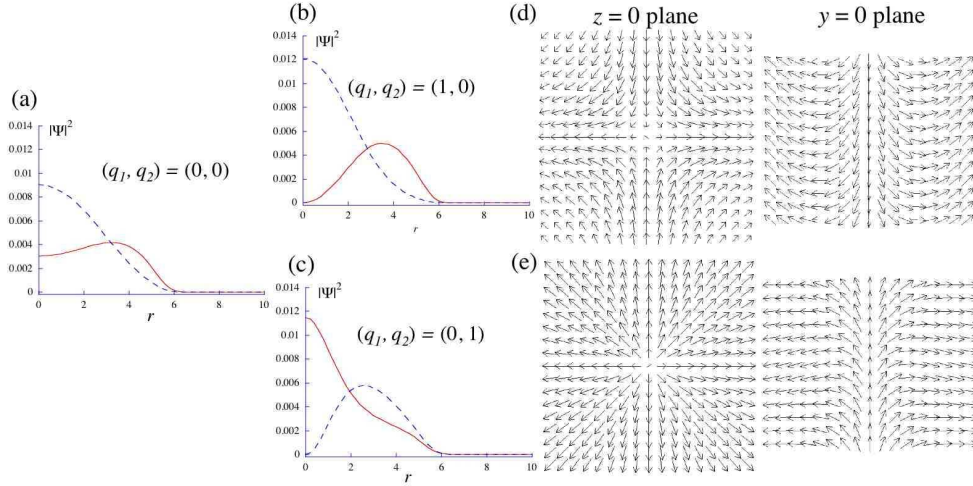 (a)
|Ψ|²
0.014
0.012
0.01
0.008
0.006
0.004
0.002
0
(q₁, q₂) = (0, 0)
0 2 4 6 8 10
r
(b)
|Ψ|²
0.014
0.012
0.01
0.008
0.006
0.004
0.002
0
(q₁, q₂) = (1, 0)
0 2 4 6 8 10
r
(c)
|Ψ|²
0.014
0.012
0.01
0.008
0.006
0.004
0.002
0
(q₁, q₂) = (0, 1)
0 2 4 6 8 10
r
(d) z = 0 plane y = 0 plane
(e)